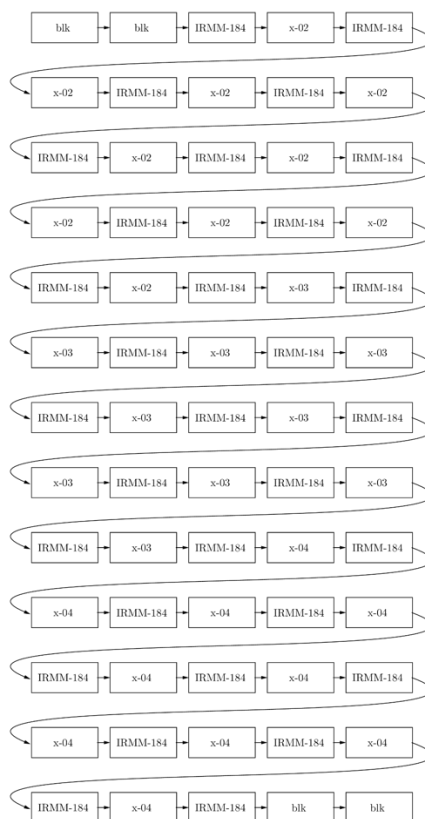 blk blk IRMM-184 x-02 IRMM-184
x-02 IRMM-184 x-02 IRMM-184 x-02
IRMM-184 x-02 IRMM-184 x-02 IRMM-184
x-02 IRMM-184 x-02 IRMM-184 x-02
IRMM-184 x-02 IRMM-184 x-03 IRMM-184
x-03 IRMM-184 x-03 IRMM-184 x-03
IRMM-184 x-03 IRMM-184 x-03 IRMM-184
x-03 IRMM-184 x-03 IRMM-184 x-03
IRMM-184 x-03 IRMM-184 x-04 IRMM-184
x-04 IRMM-184 x-04 IRMM-184 x-04
IRMM-184 x-04 IRMM-184 x-04 IRMM-184
x-04 IRMM-184 x-04 IRMM-184 x-04
IRMM-184 x-04 IRMM-184 blk blk